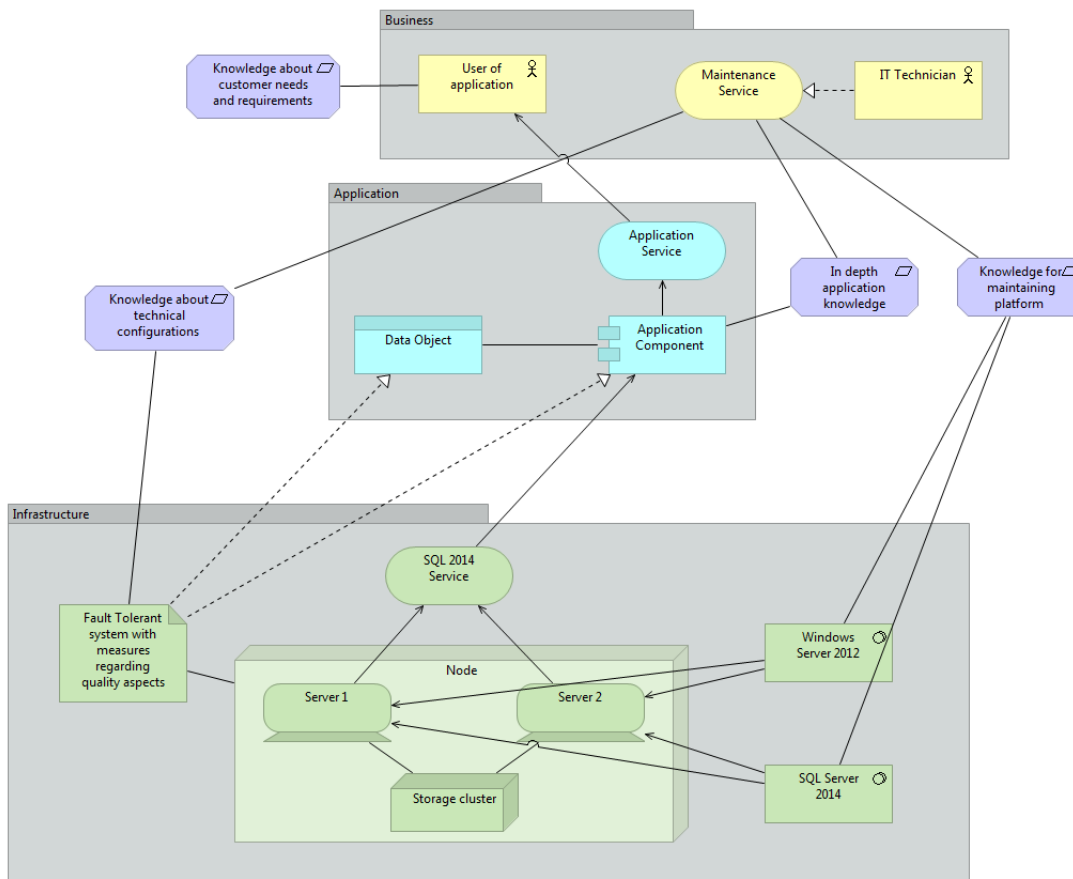 Business
Knowledge about
customer needs
and requirements
User of
application
Maintenance
Service
IT Technician
Application
Application
Service
In depth
application
knowledge
Knowledge for
maintaining
platform
Knowledge about
technical
configurations
Data Object
Application
Component
Infrastructure
SQL 2014
Service
Fault Tolerant
system with
measures
regarding
quality aspects
Node
Server 1
Server 2
Windows
Server 2012
Storage cluster
SQL Server
2014